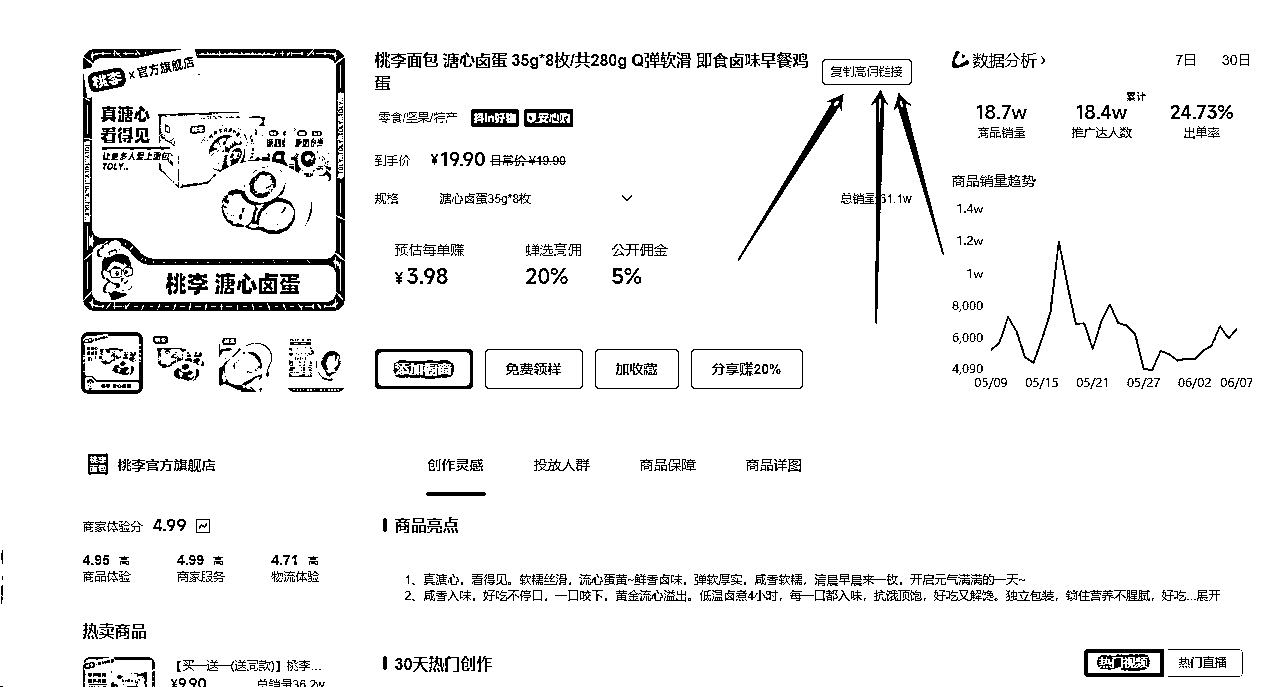 桃李面包 溏心卤蛋 35g*8枚/共280g Q弹软滑 即食卤味早餐鸡
蛋
复制高佣链接
零食/坚果/特产 抖in好物 安心购
到手价 ¥19.90 日常价 ¥19.90
规格 溏心卤蛋35g*8枚
总销量 61.1w
预估每单赚 蝉选高佣 公开佣金
¥3.98 20% 5%
添加橱窗 免费领样 加收藏 分享赚20%
桃李 x 官方旗舰店
真溏心
看得见
让更多人爱上面包
TOLY..
桃李 溏心卤蛋
数据分析 › 7日 30日
累计
18.7w 18.4w 24.73%
商品销量 推广达人数 出单率
商品销量趋势
1.4w
1.2w
1w
8,000
6,000
4,090
05/09 05/15 05/21 05/27 06/02 06/07
桃李面包 桃李官方旗舰店
商家体验分 4.99
4.95 高 4.99 高 4.71 高
商品体验 商家服务 物流体验
热卖商品
【买一送一(送同款)】桃李...
¥9.90 总销量36.2w
创作灵感 投放人群 商品保障 商品详图
商品亮点
1、真溏心，看得见。软糯丝滑，流心蛋黄~鲜香卤味，弹软厚实，咸香软糯，清晨早晨来一枚，开启元气满满的一天~
2、咸香入味，好吃不停口，一口咬下，黄金流心溢出。低温卤煮4小时，每一口都入味，抗饿顶饱，好吃又解馋。独立包装，锁住营养不腥腻，好吃...展开
30天热门创作
热门视频 热门直播